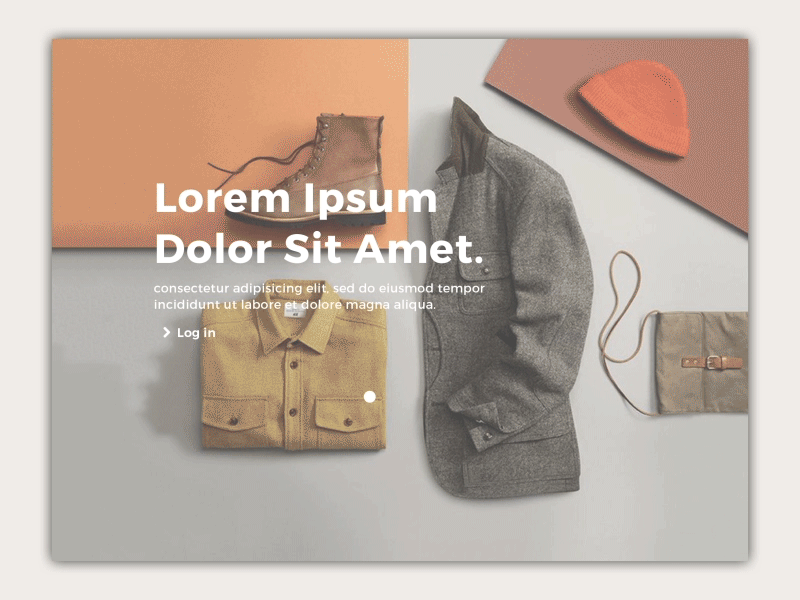 Lorem Ipsum
Dolor Sit Amet.
consectetur adipisicing elit, sed do eiusmod tempor
incididunt ut labore et dolore magna aliqua.
Log in